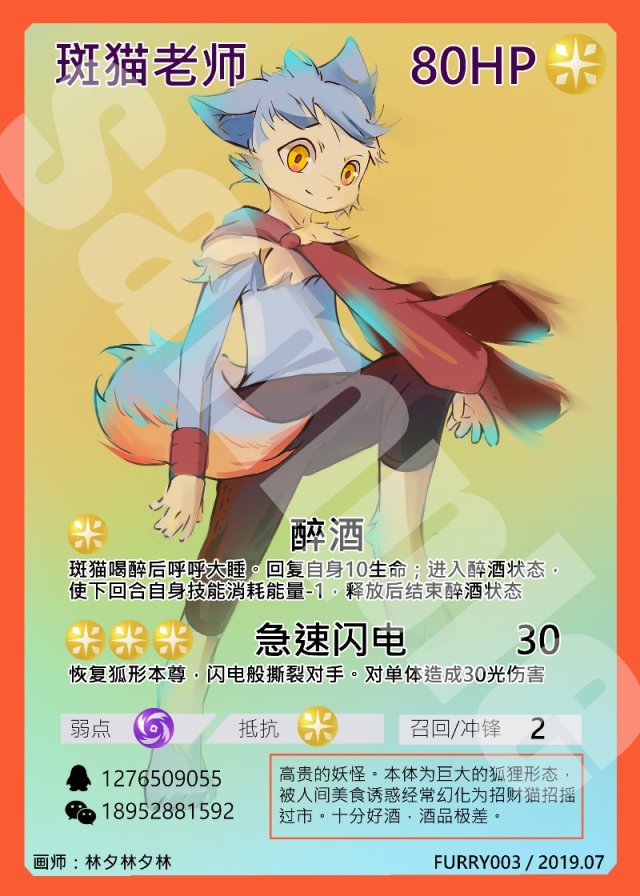 斑猫老师 80HP
醉酒
斑猫喝醉后呼呼大睡。回复自身10生命；进入醉酒状态，
使下回合自身技能消耗能量-1，释放后结束醉酒状态
急速闪电 30
恢复狐形本尊，闪电般撕裂对手。对单体造成30光伤害
弱点 抵抗 召回/冲锋 2
1276509055
18952881592
高贵的妖怪。本体为巨大的狐狸形态，
被人间美食诱惑经常幻化为招财猫招摇
过市。十分好酒，酒品极差。
画师：林夕林夕林 FURRY003 / 2019.07
Sample